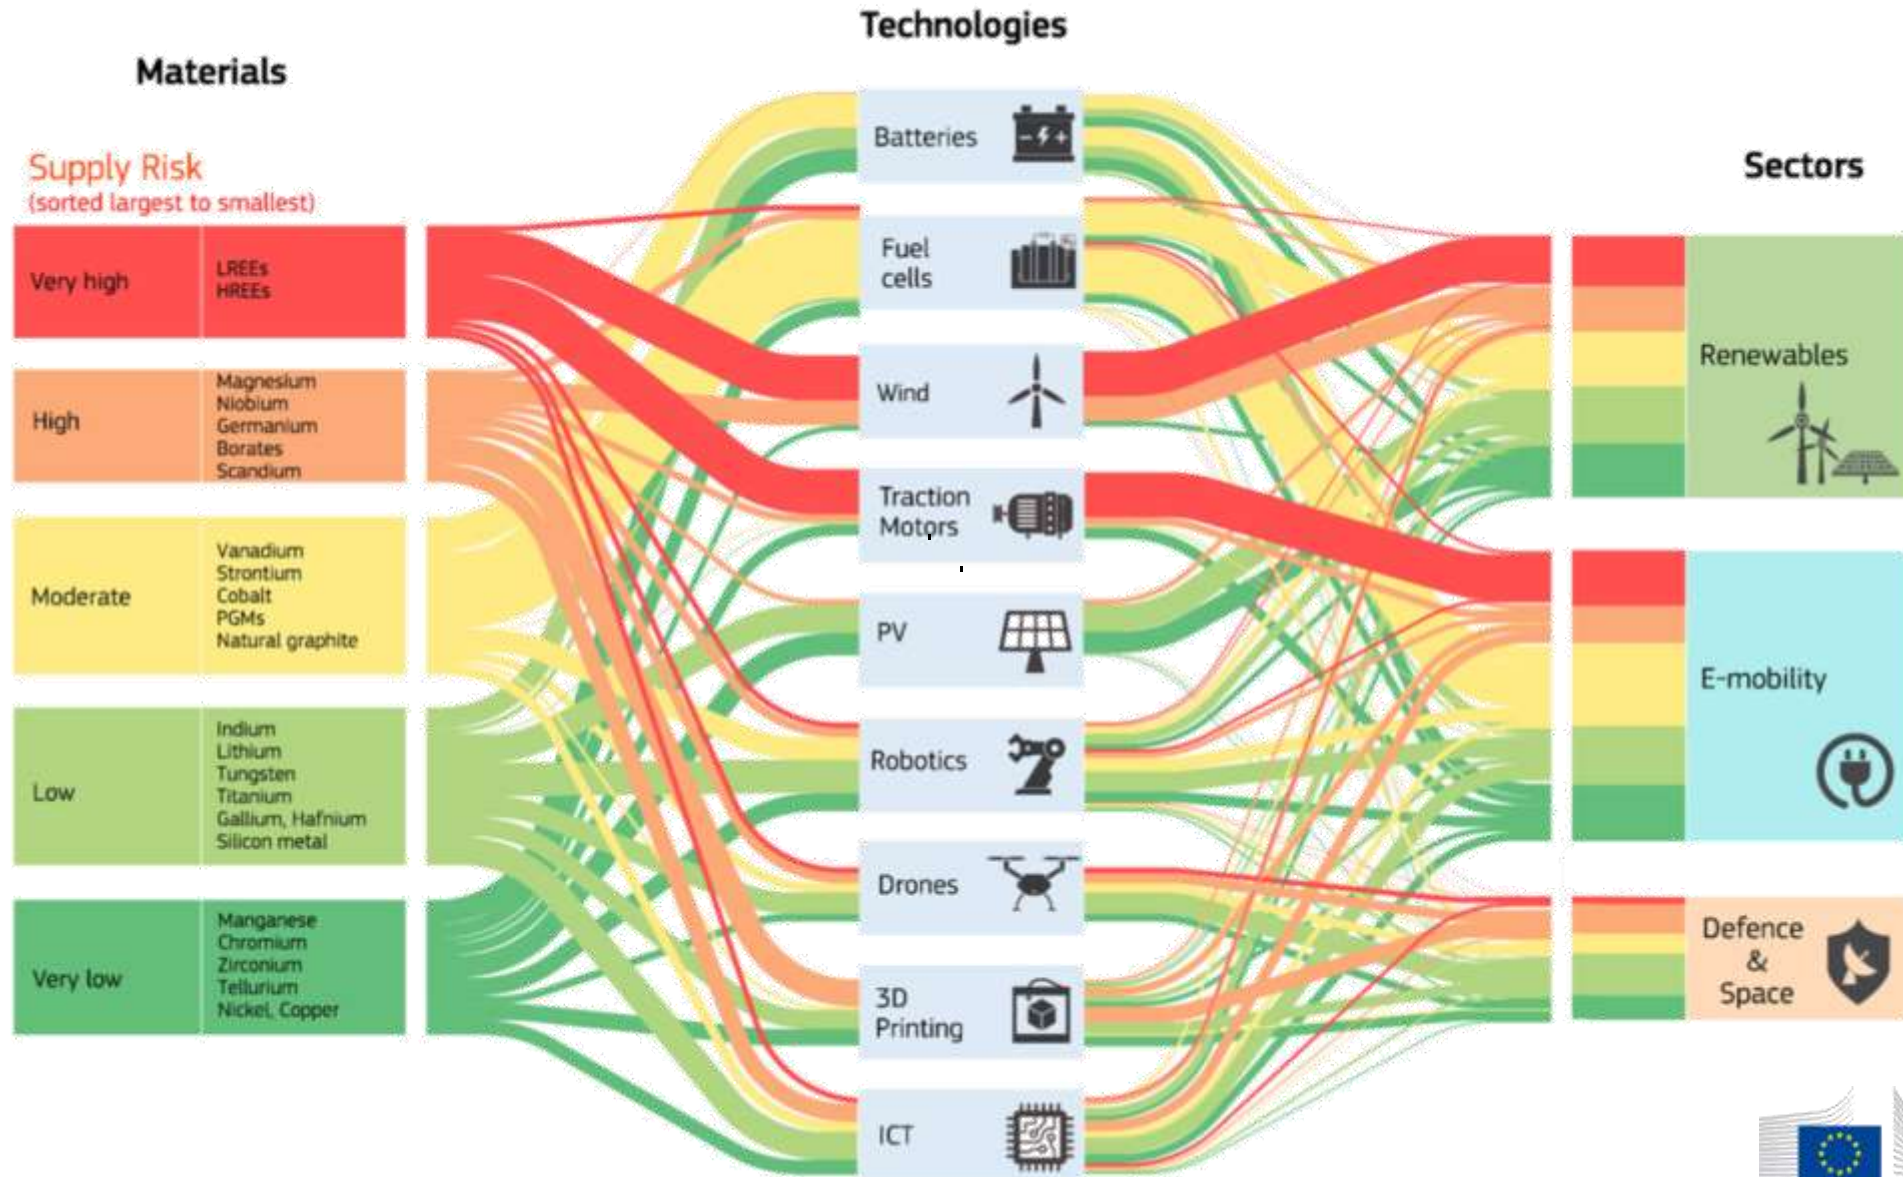 Technologies
Materials
Sectors
Supply Risk
(sorted largest to smallest)
Very high
LREEs
HREEs
High
Magnesium
Niobium
Germanium
Borates
Scandium
Moderate
Vanadium
Strontium
Cobalt
PGMs
Natural graphite
Low
Indium
Lithium
Tungsten
Titanium
Gallium, Hafnium
Silicon metal
Very low
Manganese
Chromium
Zirconium
Tellurium
Nickel, Copper
Batteries
Fuel
cells
Wind
Traction
Motors
PV
Robotics
Drones
3D
Printing
ICT
Renewables
E-mobility
Defence
&
Space